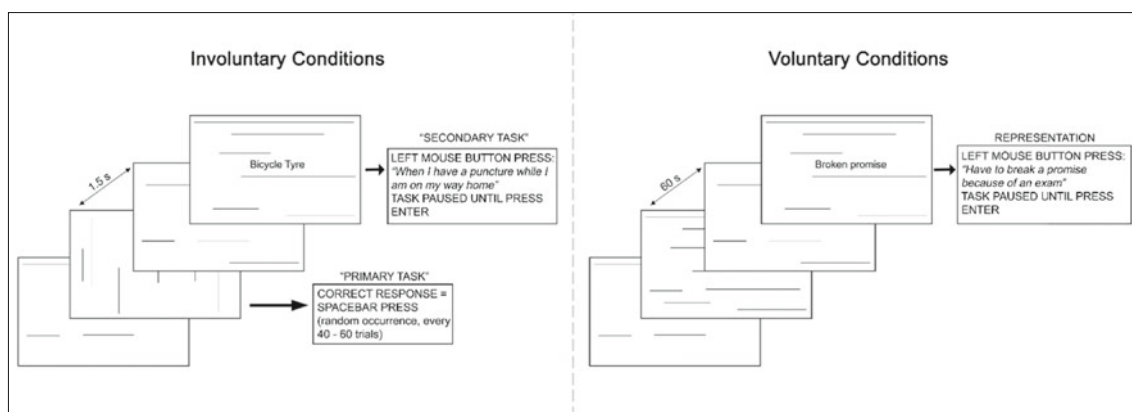 Involuntary Conditions
Bicycle Tyre
1.5 s
"SECONDARY TASK"
LEFT MOUSE BUTTON PRESS:
"When I have a puncture while I
am on my way home"
TASK PAUSED UNTIL PRESS
ENTER
"PRIMARY TASK"
CORRECT RESPONSE =
SPACEBAR PRESS
(random occurrence, every
40 - 60 trials)
Voluntary Conditions
Broken promise
60 s
REPRESENTATION
LEFT MOUSE BUTTON PRESS:
"Have to break a promise
because of an exam"
TASK PAUSED UNTIL PRESS
ENTER